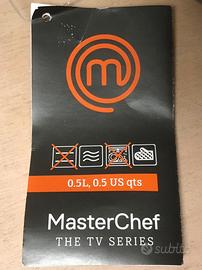 m
0.5L, 0.5 US qts
MasterChef
THE TV SERIES
subito